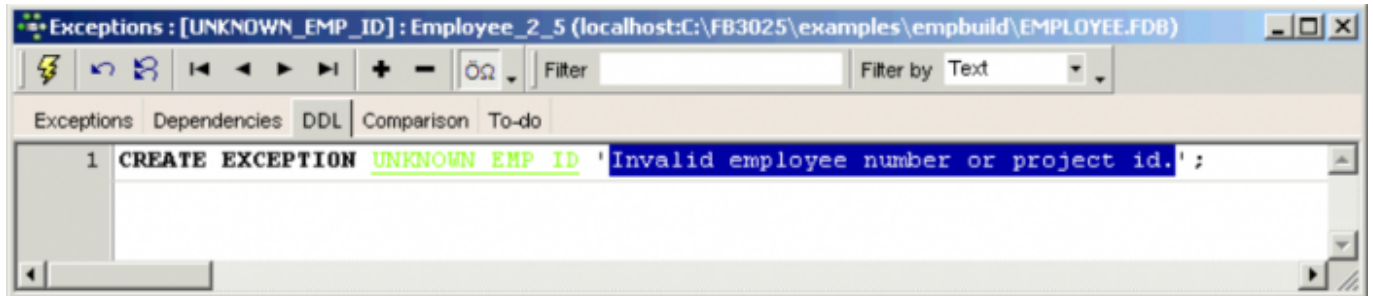 Exceptions : [UNKNOWN_EMP_ID] : Employee_2_5 (localhost:C:\FB3025\examples\empbuild\EMPLOYEE.FDB)
ÕΩ Filter Filter by Text
Exceptions Dependencies DDL Comparison To-do
1 CREATE EXCEPTION UNKNOWN_EMP_ID 'Invalid employee number or project id.';